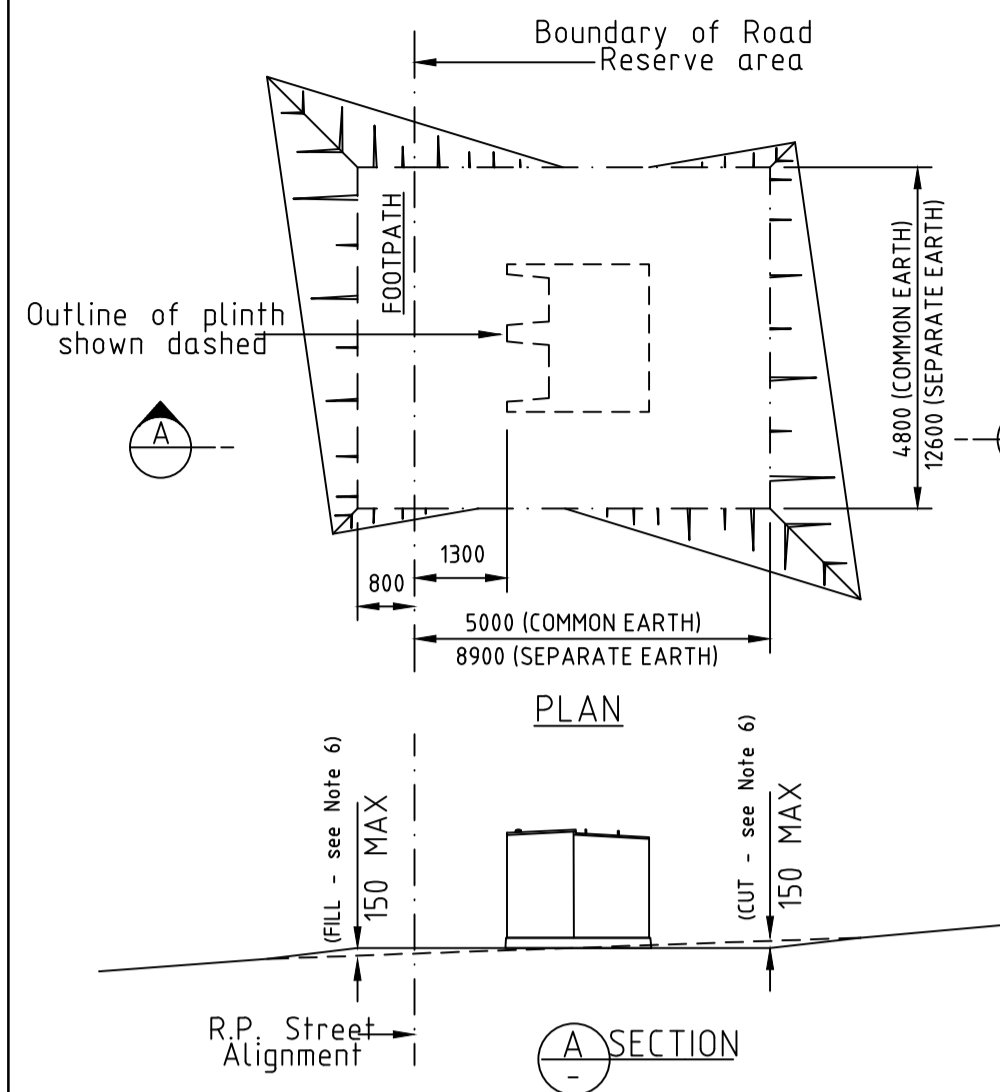 Boundary of Road
Reserve area
FOOTPATH
Outline of plinth
shown dashed
A
4800 (COMMON EARTH)
12600 (SEPARATE EARTH)
1300
800
5000 (COMMON EARTH)
8900 (SEPARATE EARTH)
PLAN
(FILL - see Note 6)
150 MAX
(CUT - see Note 6)
150 MAX
R.P. Street
Alignment
A SECTION
-